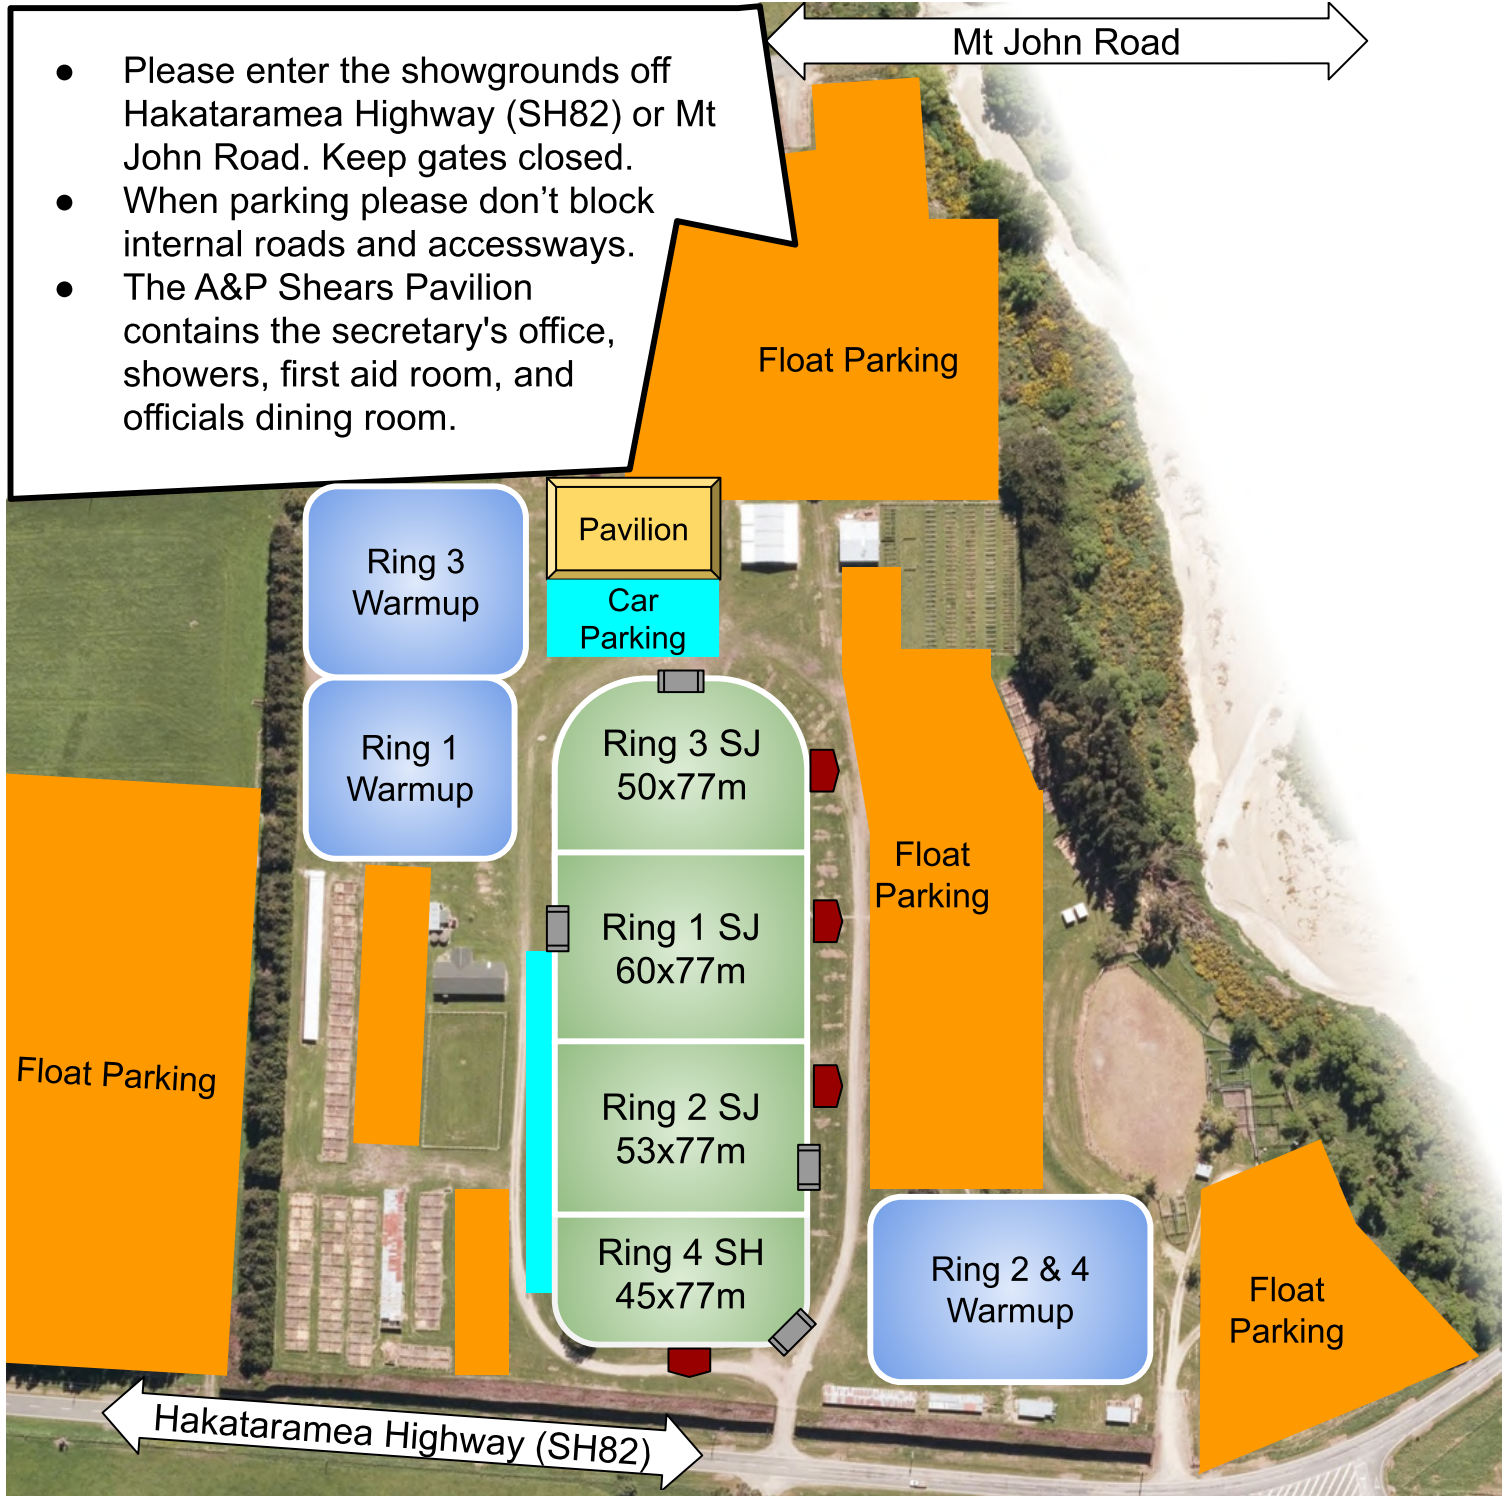 Mt John Road
● Please enter the showgrounds off
Hakataramea Highway (SH82) or Mt
John Road. Keep gates closed.
● When parking please don’t block
internal roads and accessways.
● The A&P Shears Pavilion
contains the secretary's office,
showers, first aid room, and
officials dining room.
Float Parking
Pavilion
Car
Parking
Ring 3
Warmup
Ring 1
Warmup
Ring 3 SJ
50x77m
Float
Parking
Ring 1 SJ
60x77m
Float Parking
Ring 2 SJ
53x77m
Ring 4 SH
45x77m
Ring 2 & 4
Warmup
Float
Parking
Hakataramea Highway (SH82)